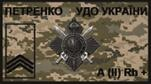 ПЕТРЕНКО УДО УКРАЇНИ
A (II) Rh +